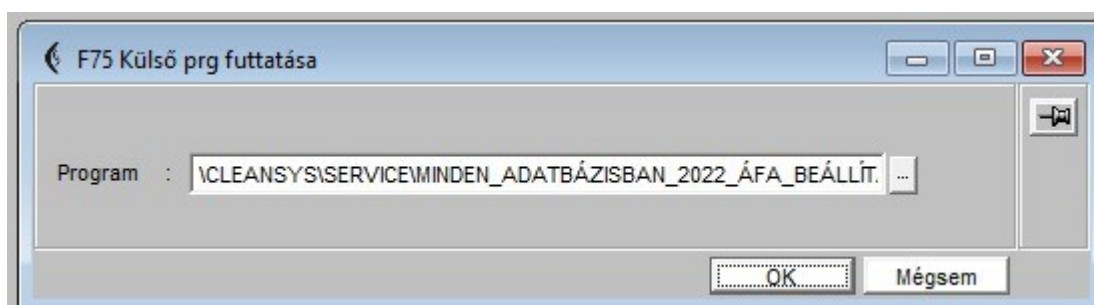 F75 Külső prg futtatása
Program : \CLEANSYS\SERVICE\MINDEN_ADATBÁZISBAN_2022_ÁFA_BEÁLLÍT. ...
OK Mégsem